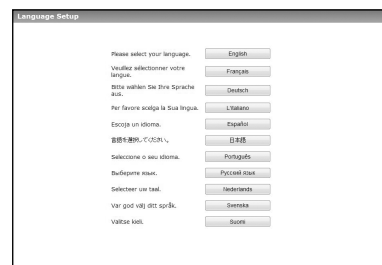 Language Setup
Please select your language. English
Veuillez sélectionner votre
langue. Français
Bitte wählen Sie Ihre Sprache
aus. Deutsch
Per favore scelga la Sua lingua. L'Italiano
Escoja un idioma. Español
言語を選択してください。 日本語
Seleccione o seu idioma. Português
Выберите язык. Русский язык
Selecteer uw taal. Nederlands
Var god välj ditt språk. Svenska
Valitse kieli. Suomi